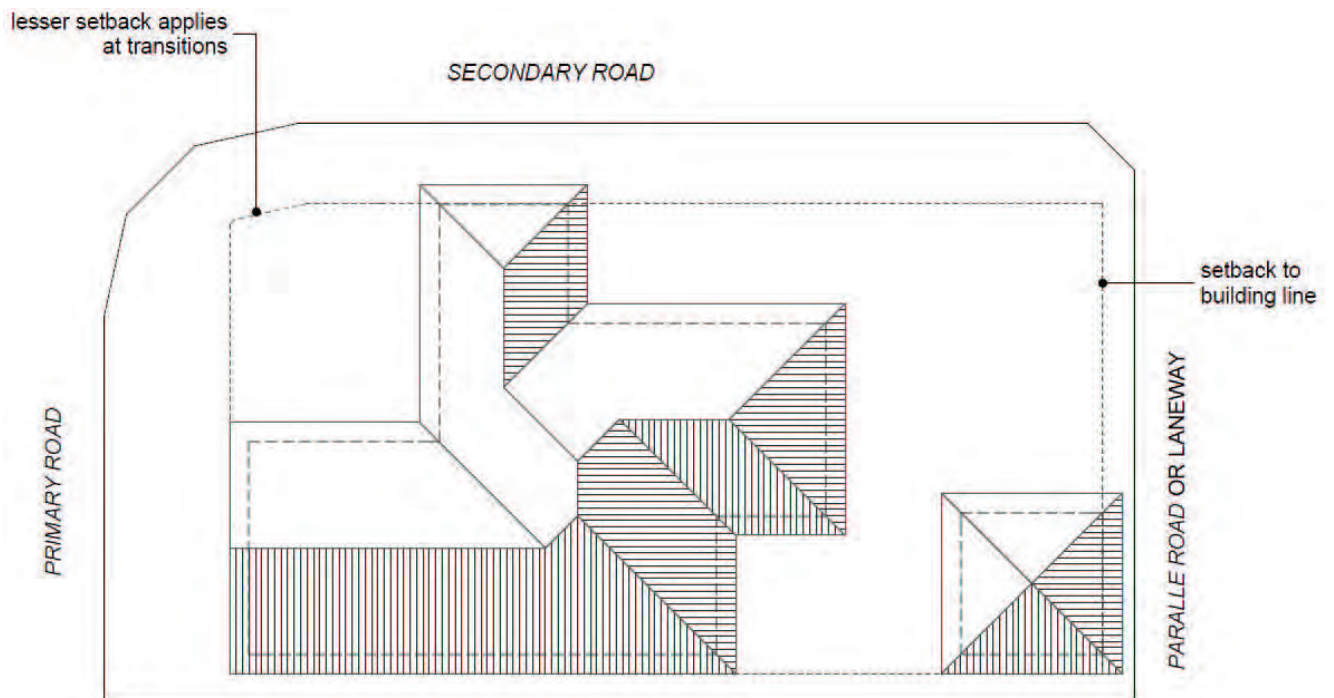 lesser setback applies
at transitions
SECONDARY ROAD
setback to
building line
PRIMARY ROAD
PARALLE ROAD OR LANEWAY